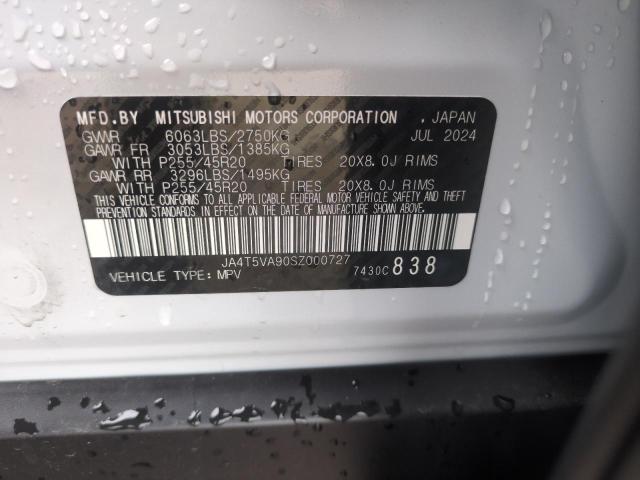 MFD.BY MITSUBISHI MOTORS CORPORATION , JAPAN
GVWR 6063LBS/2750KG JUL 2024
GAWR FR 3053LBS/1385KG
WITH P255/45R20 TIRES 20X8.0J RIMS
GAWR RR 3296LBS/1495KG
WITH P255/45R20 TIRES 20X8.0J RIMS
THIS VEHICLE CONFORMS TO ALL APPLICABLE FEDERAL MOTOR VEHICLE SAFETY AND THEFT
PREVENTION STANDARDS IN EFFECT ON THE DATE OF MANUFACTURE SHOWN ABOVE.
JA4T5VA90SZ000727
VEHICLE TYPE: MPV 7430C 838